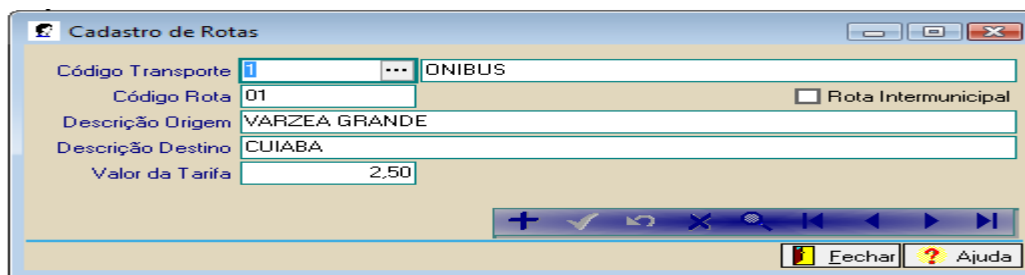 Cadastro de Rotas
Código Transporte 1 ... ONIBUS
Código Rota 01 Rota Intermunicipal
Descrição Origem VARZEA GRANDE
Descrição Destino CUIABA
Valor da Tarifa 2,50
Fechar ? Ajuda